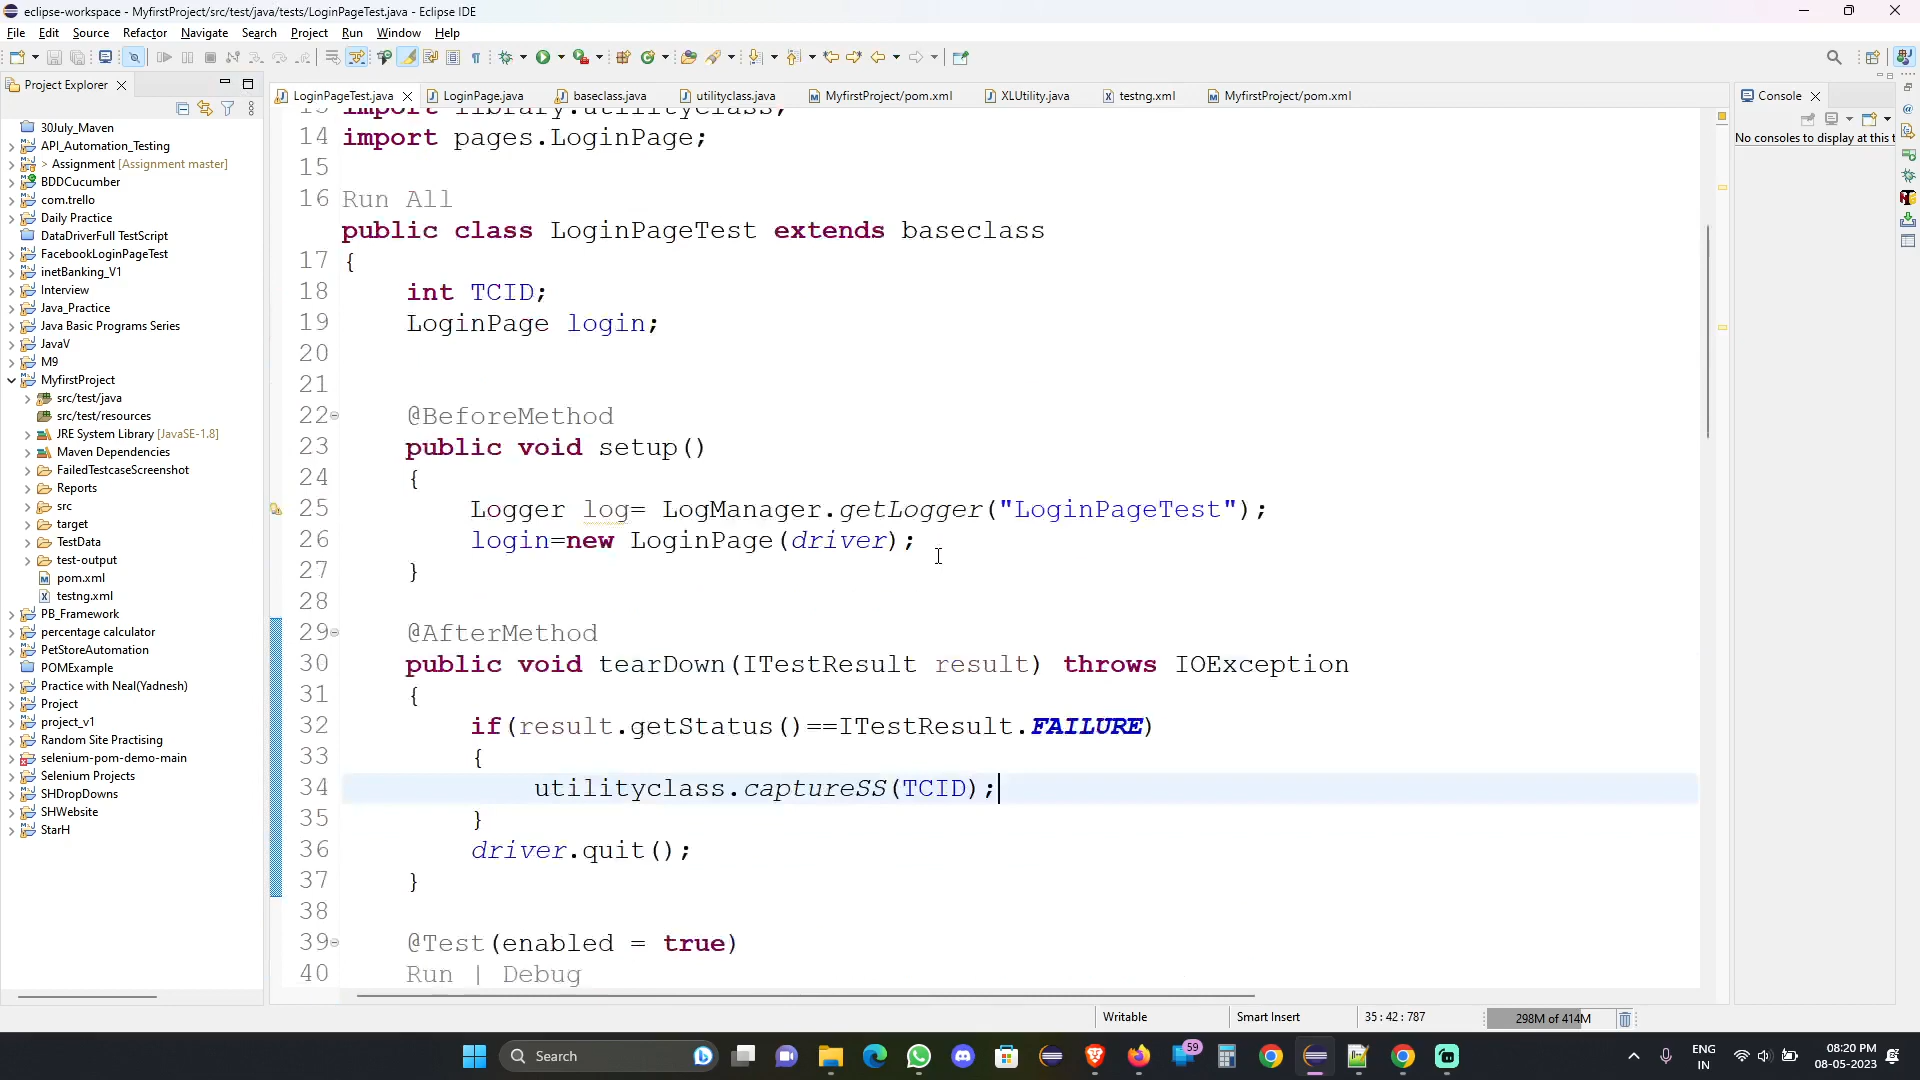 eclipse-workspace - MyfirstProject/src/test/java/tests/LoginPageTest.java - Eclipse IDE
File Edit Source Refactor Navigate Search Project Run Window Help
Project Explorer
30July_Maven
API_Automation_Testing
> Assignment [Assignment master]
BDDCucumber
com.trello
Daily Practice
DataDriverFull TestScript
FacebookLoginPageTest
inetBanking_V1
Interview
Java_Practice
Java Basic Programs Series
JavaV
M9
MyfirstProject
src/test/java
src/test/resources
JRE System Library [JavaSE-1.8]
Maven Dependencies
FailedTestcaseScreenshot
Reports
src
target
TestData
test-output
pom.xml
testng.xml
PB_Framework
percentage calculator
PetStoreAutomation
POMExample
Practice with Neal(Yadnesh)
Project
project_v1
Random Site Practising
selenium-pom-demo-main
Selenium Projects
SHDropDowns
SHWebsite
StarH
LoginPageTest.java LoginPage.java baseclass.java utilityclass.java MyfirstProject/pom.xml XLUtility.java testng.xml MyfirstProject/pom.xml
13 import library.utilityclass;
14 import pages.LoginPage;
15
16 Run All
public class LoginPageTest extends baseclass
17 {
18 int TCID;
19 LoginPage login;
20
21
22 @BeforeMethod
23 public void setup()
24 {
25 Logger log= LogManager.getLogger("LoginPageTest");
26 login=new LoginPage(driver);
27 }
28
29 @AfterMethod
30 public void tearDown(ITestResult result) throws IOException
31 {
32 if(result.getStatus()==ITestResult.FAILURE)
33 {
34 utilityclass.captureSS(TCID);
35 }
36 driver.quit();
37 }
38
39 @Test(enabled = true)
40 Run | Debug
Console
No consoles to display at this t
Writable Smart Insert 35 : 42 : 787 298M of 414M
Search
59
ENG
IN
08:20 PM
08-05-2023